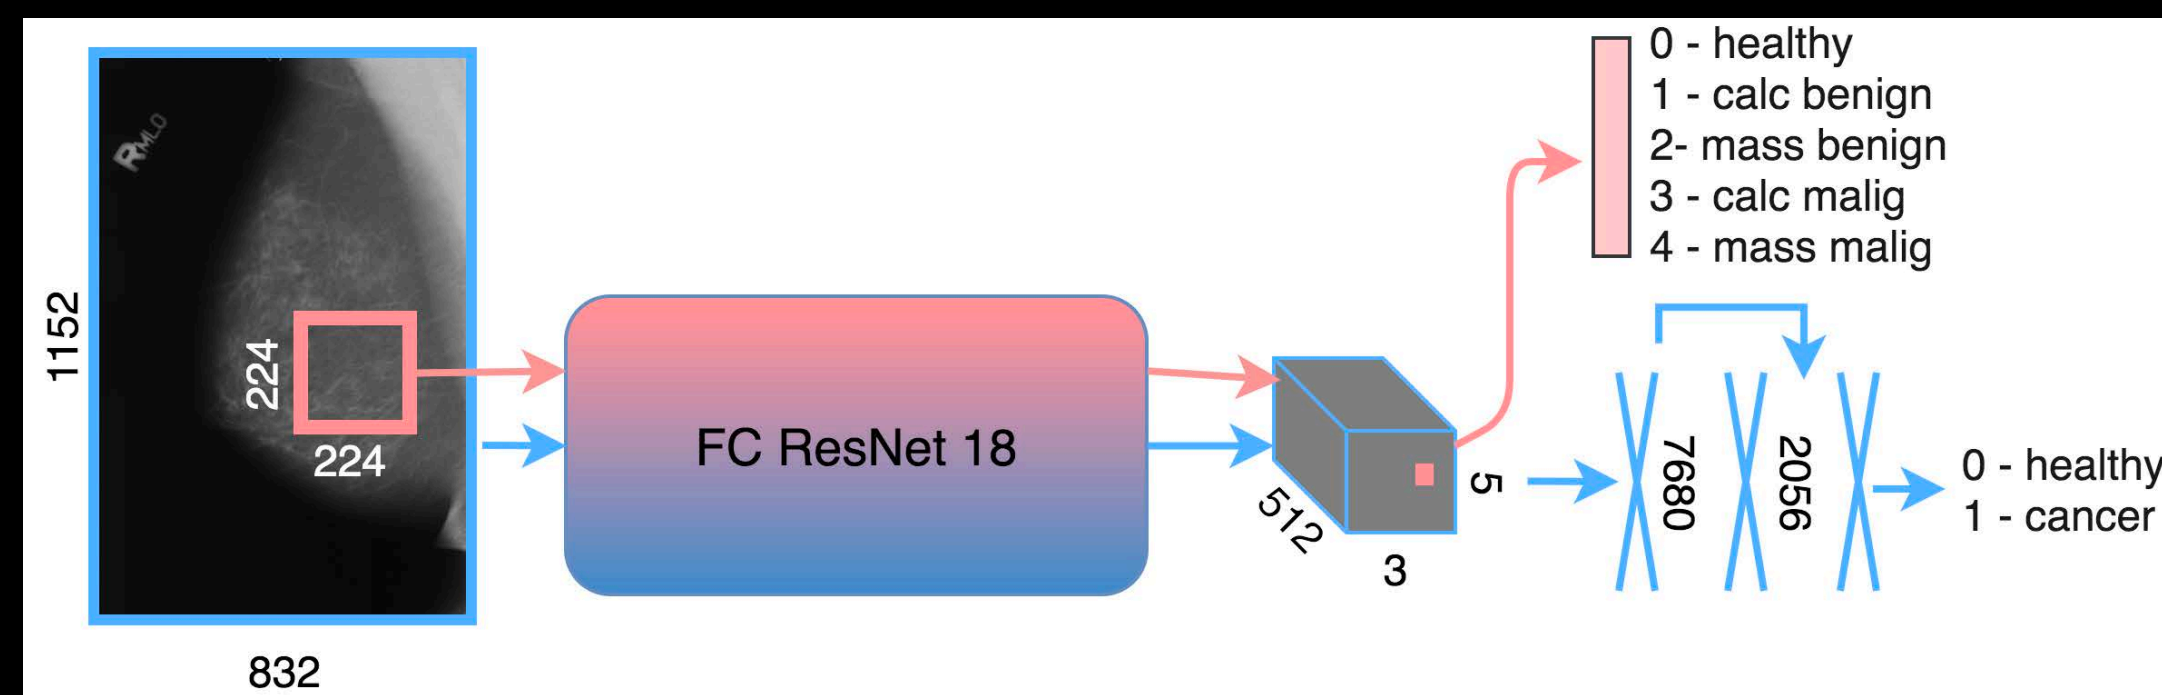 RMLO
1152
224
224
832
FC ResNet 18
512
3
5
0 - healthy
1 - calc benign
2- mass benign
3 - calc malig
4 - mass malig
7680
2056
0 - healthy
1 - cancer